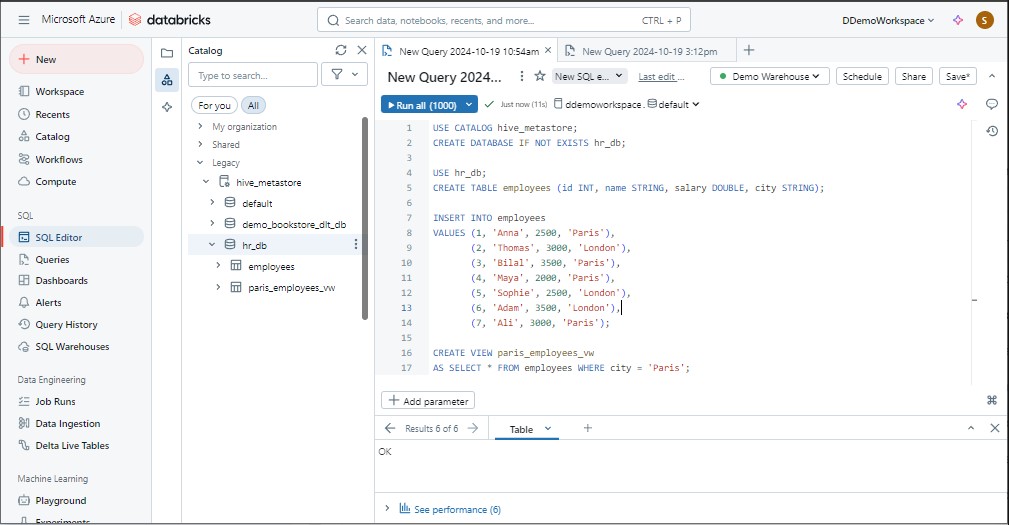 Microsoft Azure databricks
Search data, notebooks, recents, and more... CTRL + P
DDemoWorkspace S
New
Workspace
Recents
Catalog
Workflows
Compute
SQL
SQL Editor
Queries
Dashboards
Alerts
Query History
SQL Warehouses
Data Engineering
Job Runs
Data Ingestion
Delta Live Tables
Machine Learning
Playground
Experiments
Catalog
Type to search...
For you All
My organization
Shared
Legacy
hive_metastore
default
demo_bookstore_dlt_db
hr_db
employees
paris_employees_vw
New Query 2024-10-19 10:54am New Query 2024-10-19 3:12pm
New Query 2024... New SQL e... Last edit ... Demo Warehouse Schedule Share Save*
Run all (1000) Just now (11s) ddemoworkspace. default
1 USE CATALOG hive_metastore;
2 CREATE DATABASE IF NOT EXISTS hr_db;
3
4 USE hr_db;
5 CREATE TABLE employees (id INT, name STRING, salary DOUBLE, city STRING);
6
7 INSERT INTO employees
8 VALUES (1, 'Anna', 2500, 'Paris'),
9 (2, 'Thomas', 3000, 'London'),
10 (3, 'Bilal', 3500, 'Paris'),
11 (4, 'Maya', 2000, 'Paris'),
12 (5, 'Sophie', 2500, 'London'),
13 (6, 'Adam', 3500, 'London'),
14 (7, 'Ali', 3000, 'Paris');
15
16 CREATE VIEW paris_employees_vw
17 AS SELECT * FROM employees WHERE city = 'Paris';
Add parameter
Results 6 of 6 Table
OK
See performance (6)